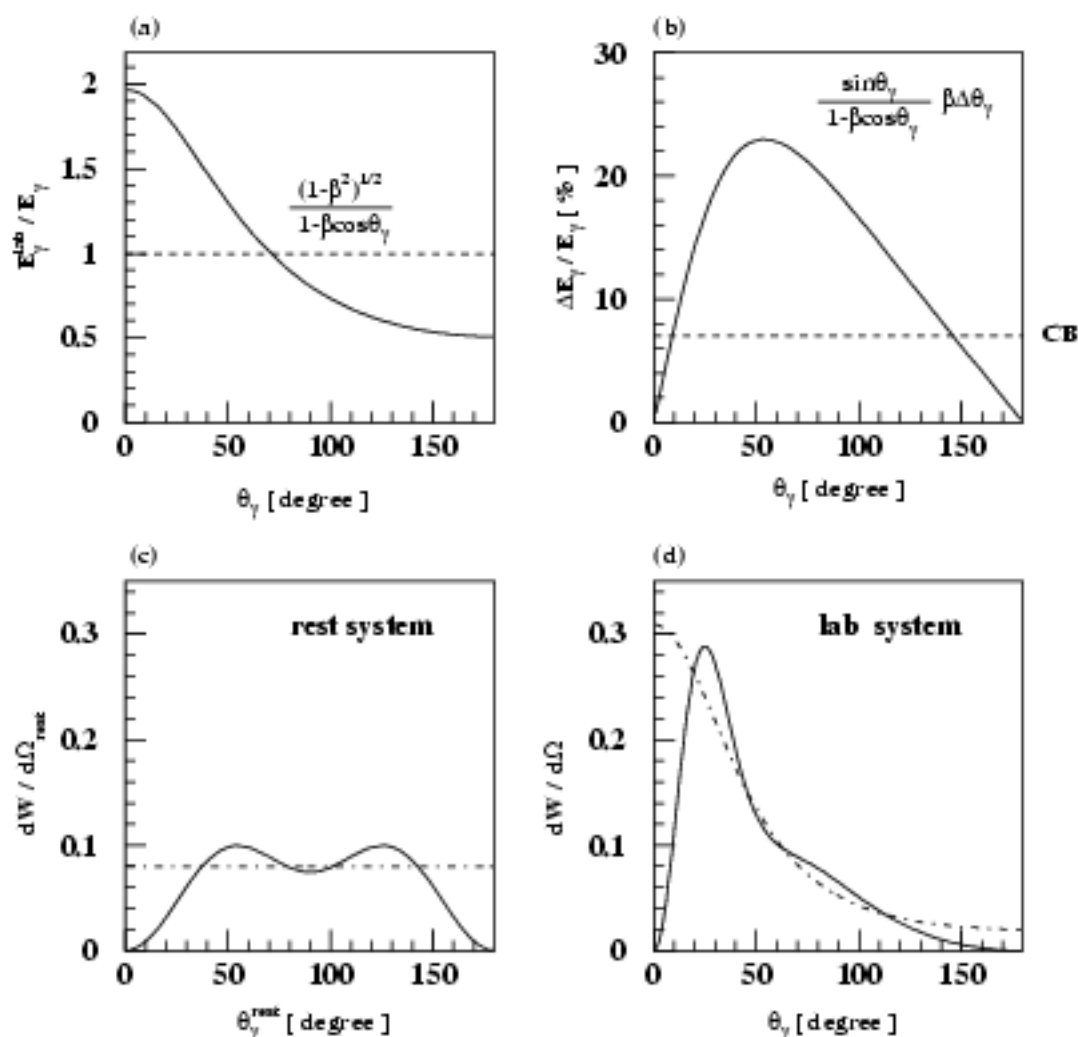 (a)
2
1.5
1
0.5
0
0 50 100 150
E_γ^lab / E_γ
(1-β²)^1/2
1-βcosθ_γ
θ_γ [ degree ]
(b)
30
20
10
0
0 50 100 150
ΔE_γ / E_γ [ % ]
sinθ_γ
1-βcosθ_γ
βΔθ_γ
CB
θ_γ [ degree ]
(c)
rest system
0.3
0.2
0.1
0
0 50 100 150
dW / dΩ_rest
θ_γ^rest [ degree ]
(d)
lab system
0.3
0.2
0.1
0
0 50 100 150
dW / dΩ
θ_γ [ degree ]